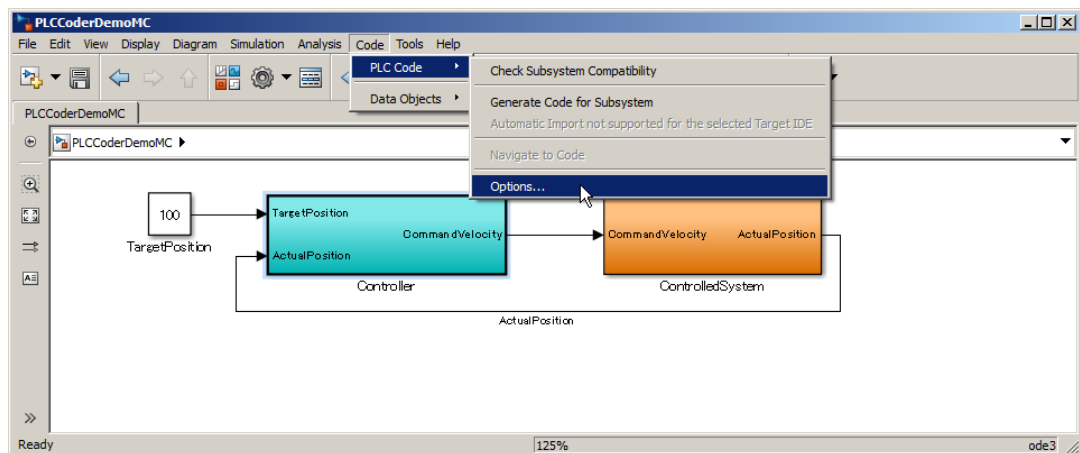 PLCCoderDemoMC
File Edit View Display Diagram Simulation Analysis Code Tools Help
PLC Code
Data Objects
Check Subsystem Compatibility
Generate Code for Subsystem
Automatic Import not supported for the selected Target IDE
Navigate to Code
Options...
PLCCoderDemoMC
PLCCoderDemoMC
100
TargetPosition
TargetPosition
ActualPosition
CommandVelocity
Controller
CommandVelocity
ActualPosition
ControlledSystem
ActualPosition
Ready
125%
ode3